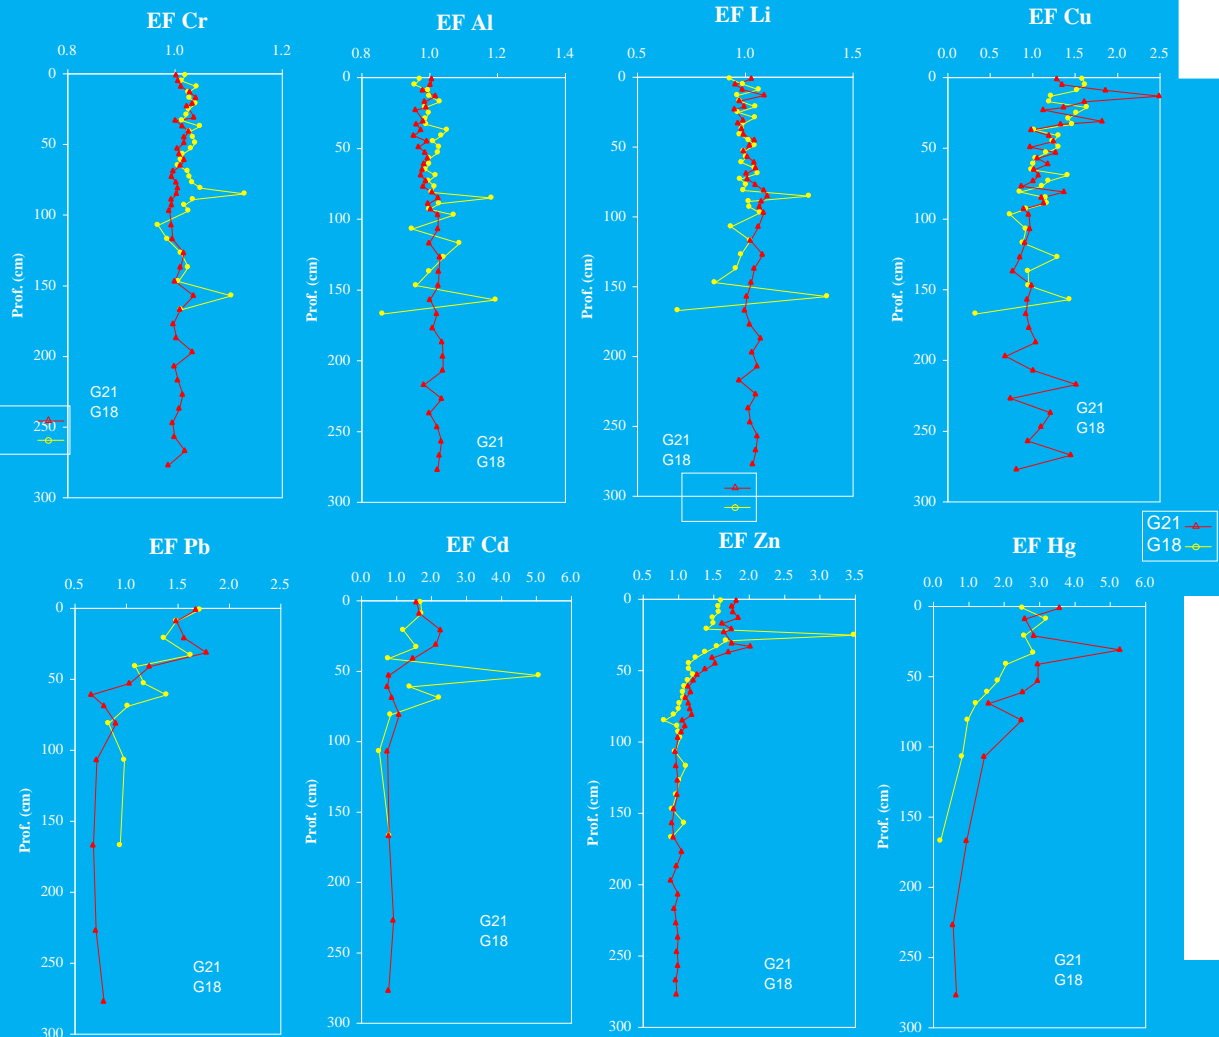 EF Cr
0.8 1.0 1.2
0
50
100
150
200
250
300
Prof. (cm)
G21
G18
EF Al
0.8 1.0 1.2 1.4
0
50
100
150
200
250
300
Prof. (cm)
G21
G18
EF Li
0.5 1.0 1.5
0
50
100
150
200
250
300
Prof. (cm)
G21
G18
EF Cu
0.0 0.5 1.0 1.5 2.0 2.5
0
50
100
150
200
250
300
Prof. (cm)
G21
G18
EF Pb
0.5 1.0 1.5 2.0 2.5
0
50
100
150
200
250
300
Prof. (cm)
G21
G18
EF Cd
0.0 1.0 2.0 3.0 4.0 5.0 6.0
0
50
100
150
200
250
300
Prof. (cm)
G21
G18
EF Zn
0.5 1.0 1.5 2.0 2.5 3.0 3.5
0
50
100
150
200
250
300
Prof. (cm)
G21
G18
EF Hg
0.0 1.0 2.0 3.0 4.0 5.0 6.0
0
50
100
150
200
250
300
Prof. (cm)
G21
G18
G21
G18